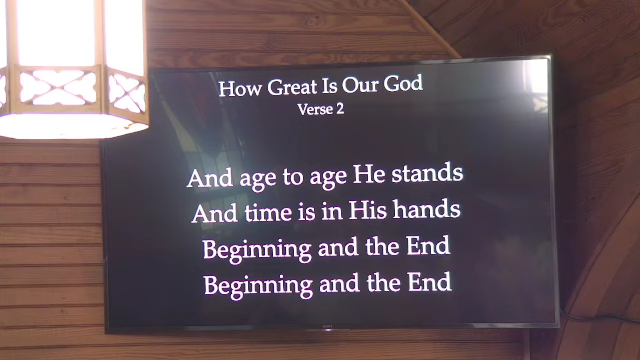 How Great Is Our God
Verse 2
And age to age He stands
And time is in His hands
Beginning and the End
Beginning and the End